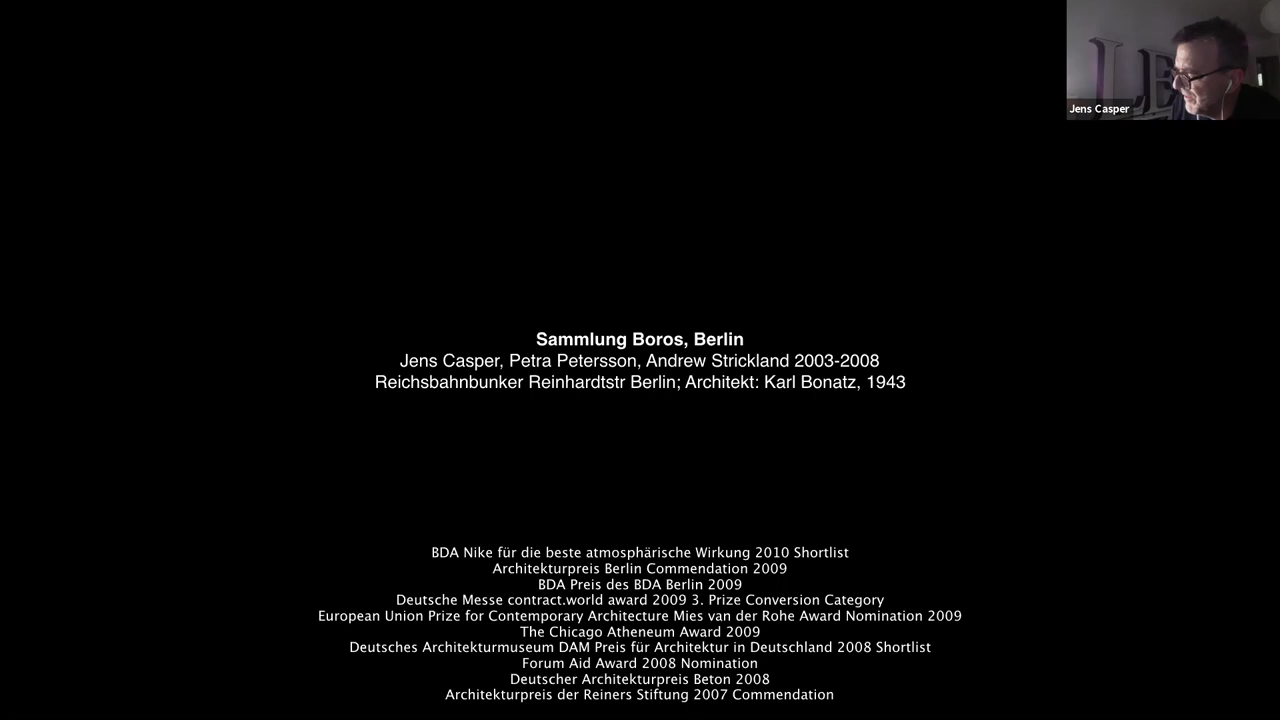 LE
Jens Casper
Sammlung Boros, Berlin
Jens Casper, Petra Petersson, Andrew Strickland 2003-2008
Reichsbahnbunker Reinhardtstr Berlin; Architekt: Karl Bonatz, 1943
BDA Nike für die beste atmosphärische Wirkung 2010 Shortlist
Architekturpreis Berlin Commendation 2009
BDA Preis des BDA Berlin 2009
Deutsche Messe contract.world award 2009 3. Prize Conversion Category
European Union Prize for Contemporary Architecture Mies van der Rohe Award Nomination 2009
The Chicago Atheneum Award 2009
Deutsches Architekturmuseum DAM Preis für Architektur in Deutschland 2008 Shortlist
Forum Aid Award 2008 Nomination
Deutscher Architekturpreis Beton 2008
Architekturpreis der Reiners Stiftung 2007 Commendation